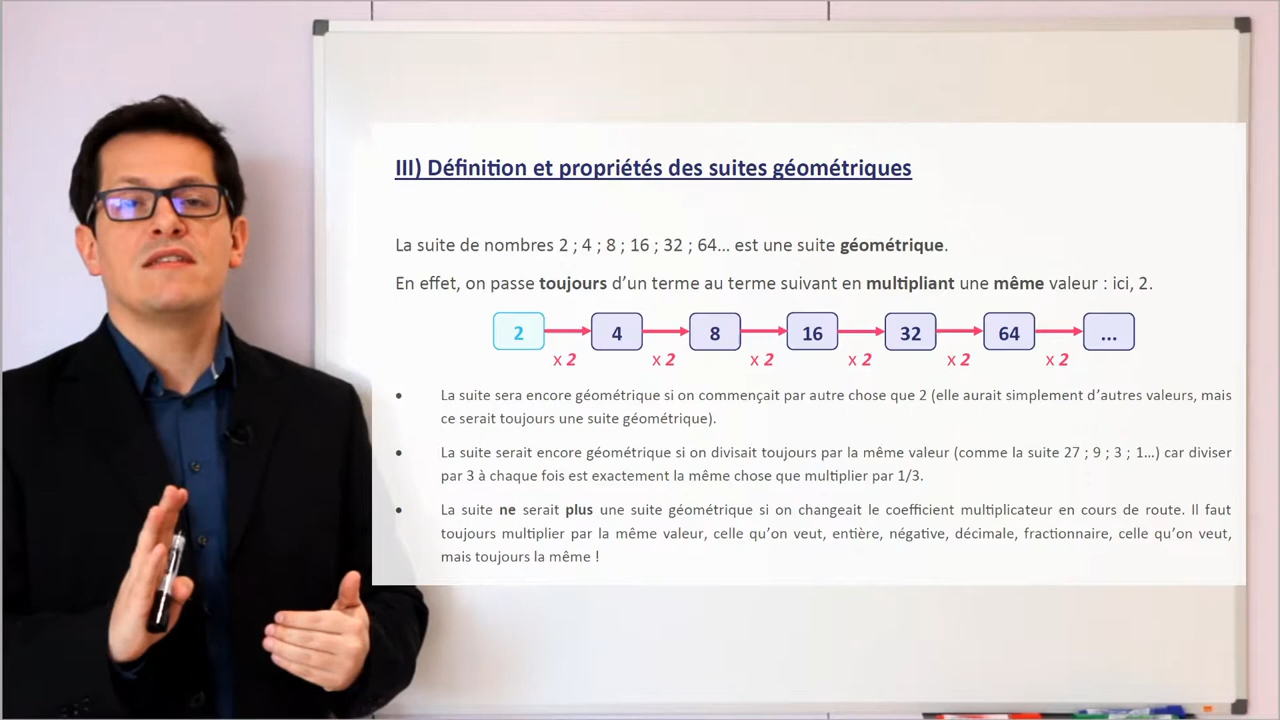 III) Définition et propriétés des suites géométriques
La suite de nombres 2 ; 4 ; 8 ; 16 ; 32 ; 64... est une suite géométrique.
En effet, on passe toujours d'un terme au terme suivant en multipliant une même valeur : ici, 2.
2 4 8 16 32 64 ...
x 2 x 2 x 2 x 2 x 2 x 2
• La suite sera encore géométrique si on commençait par autre chose que 2 (elle aurait simplement d'autres valeurs, mais
ce serait toujours une suite géométrique).
• La suite serait encore géométrique si on divisait toujours par la même valeur (comme la suite 27 ; 9 ; 3 ; 1...) car diviser
par 3 à chaque fois est exactement la même chose que multiplier par 1/3.
• La suite ne serait plus une suite géométrique si on changeait le coefficient multiplicateur en cours de route. Il faut
toujours multiplier par la même valeur, celle qu'on veut, entière, négative, décimale, fractionnaire, celle qu'on veut,
mais toujours la même !